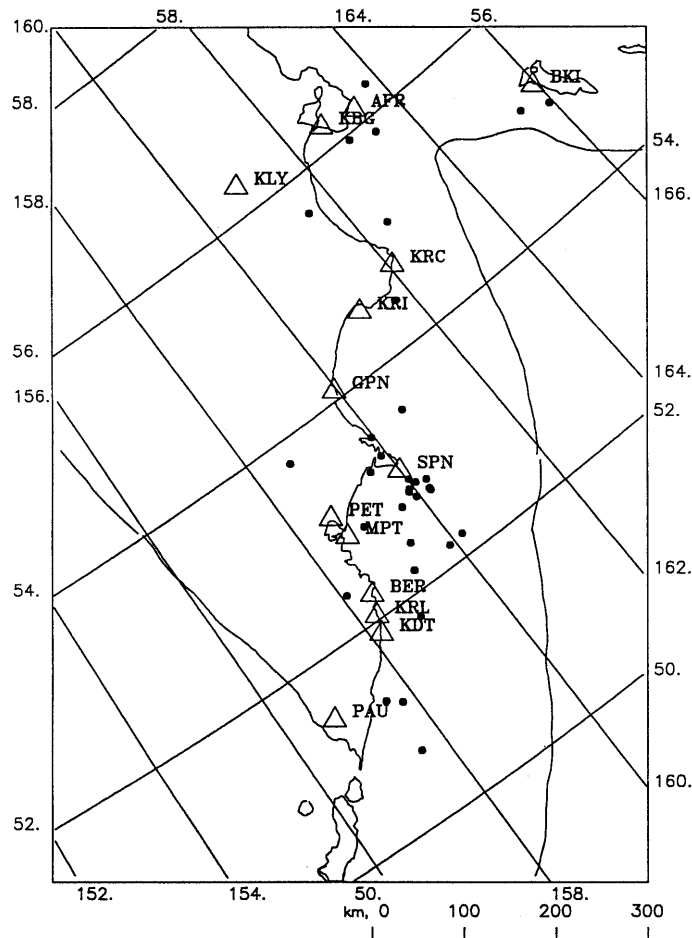 58. 164. 56.
160.
BKI
58.
AFR
KBG
54.
KLY
166.
158.
KRC
KRI
56.
164.
GPN
156.
52.
SPN
PET
MPT
162.
54.
BER
KRL
KDT
50.
PAU
160.
52.
152. 154. 50. 158.
km, 0 100 200 300